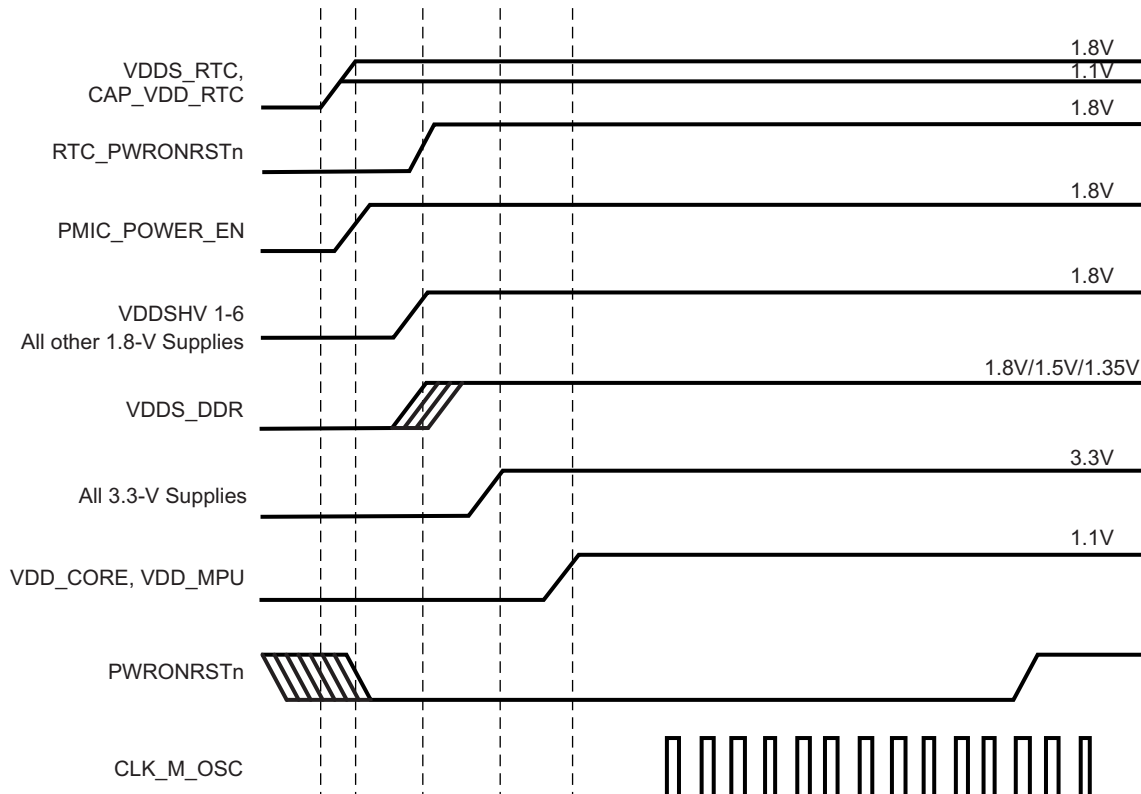 1.8V
VDDS_RTC,
1.1V
CAP_VDD_RTC
1.8V
RTC_PWRONRSTn
1.8V
PMIC_POWER_EN
1.8V
VDDSHV 1-6
All other 1.8-V Supplies
1.8V/1.5V/1.35V
VDDS_DDR
3.3V
All 3.3-V Supplies
1.1V
VDD_CORE, VDD_MPU
PWRONRSTn
CLK_M_OSC